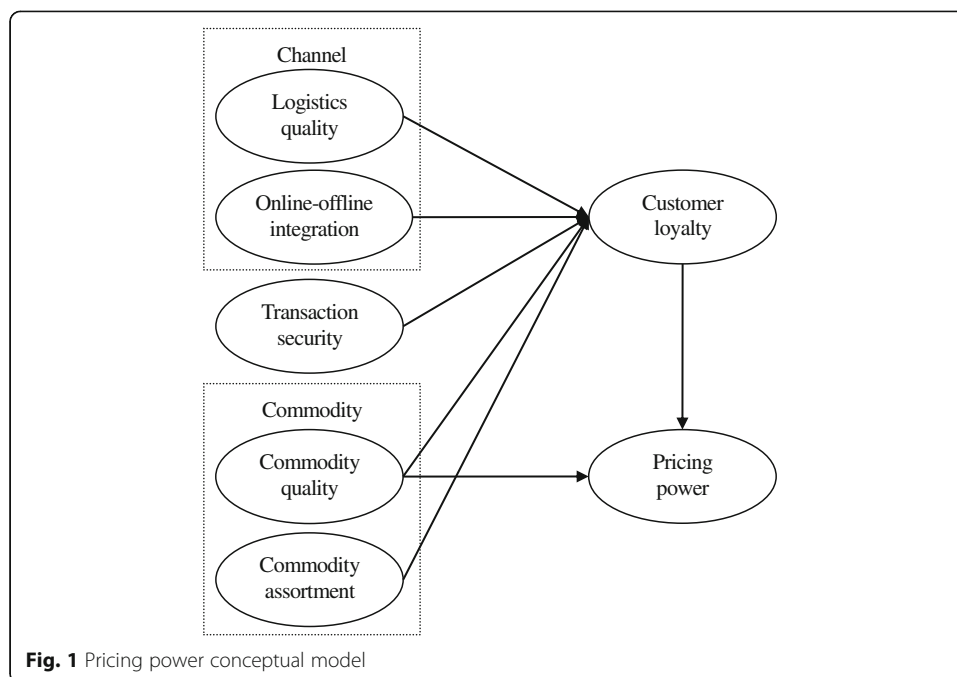 Channel
Logistics
quality
Online-offline
integration
Customer
loyalty
Transaction
security
Commodity
Commodity
quality
Pricing
power
Commodity
assortment
Fig. 1 Pricing power conceptual model